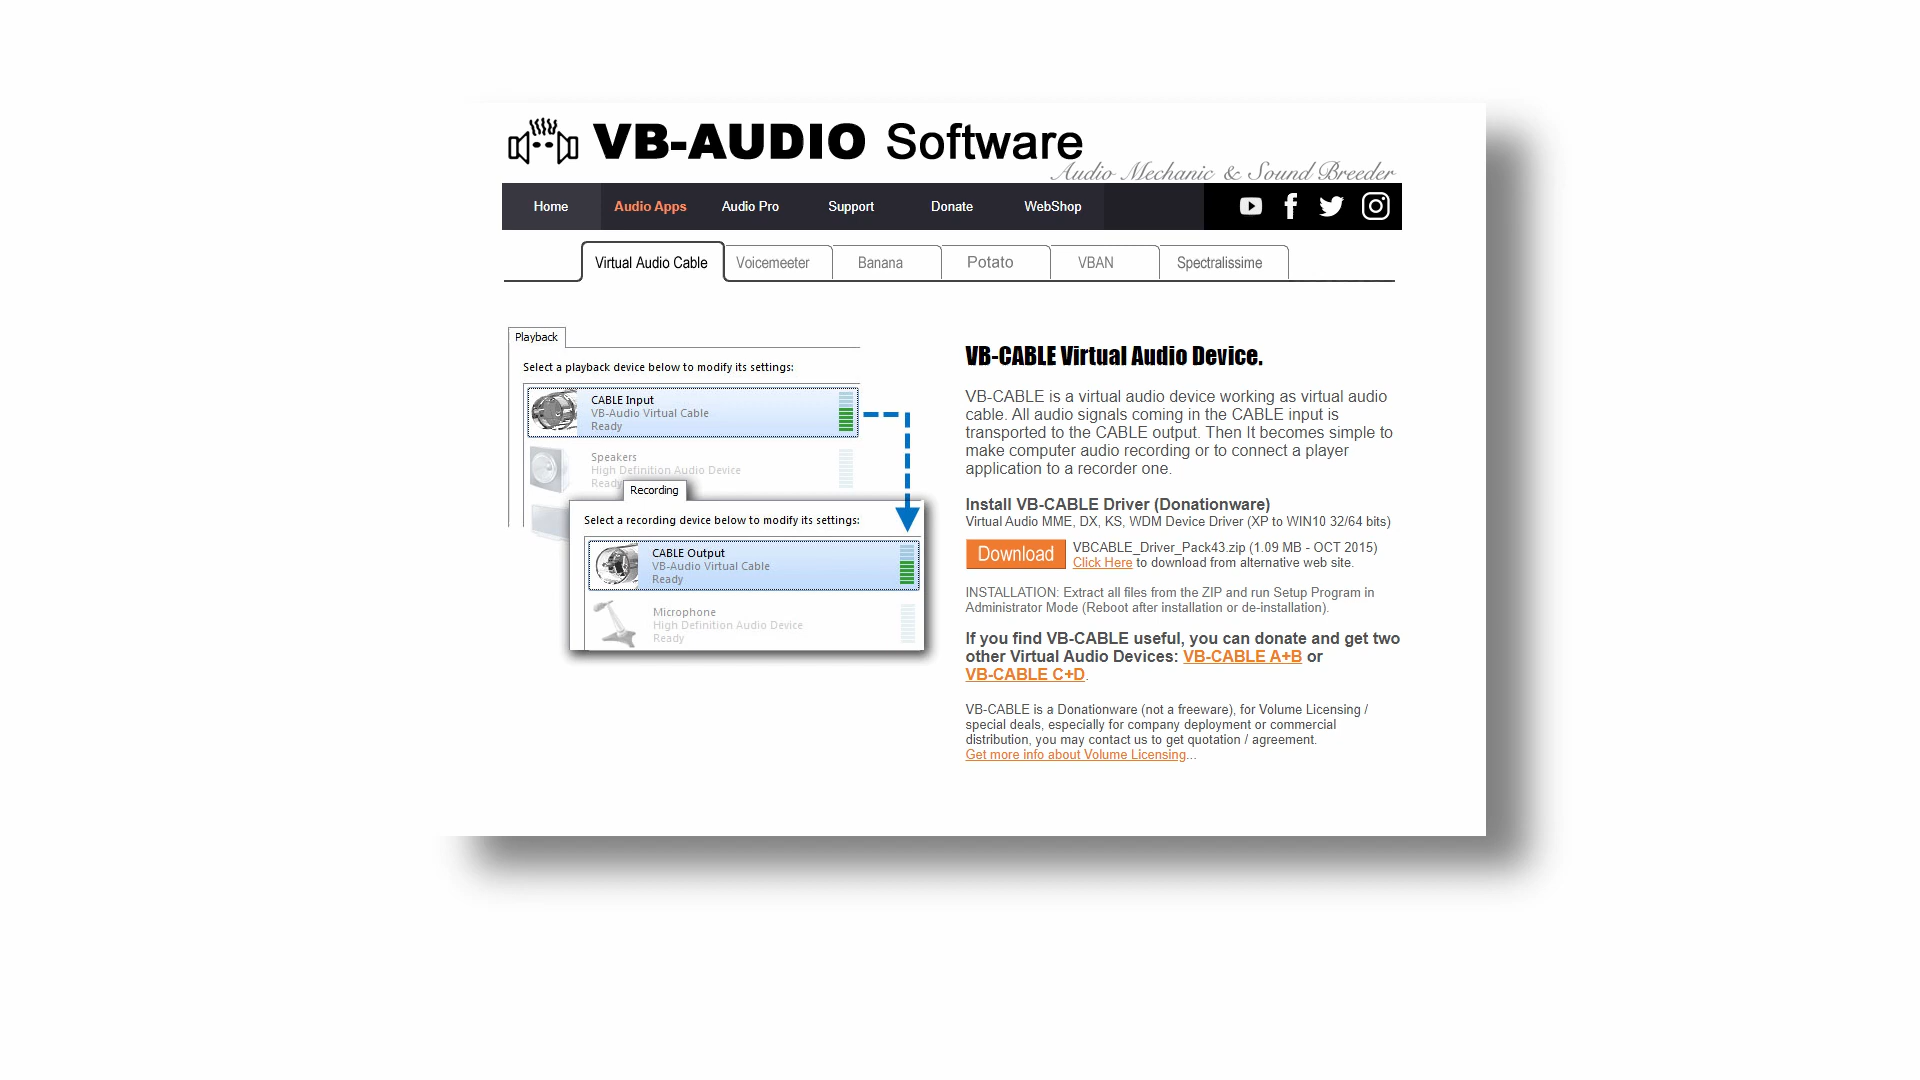 VB-AUDIO Software
Audio Mechanic & Sound Breeder
Home Audio Apps Audio Pro Support Donate WebShop
Virtual Audio Cable Voicemeeter Banana Potato VBAN Spectralissime
Playback
Select a playback device below to modify its settings:
CABLE Input
VB-Audio Virtual Cable
Ready
Speakers
High Definition Audio Device
Ready
Recording
Select a recording device below to modify its settings:
CABLE Output
VB-Audio Virtual Cable
Ready
Microphone
High Definition Audio Device
Ready
VB-CABLE Virtual Audio Device.
VB-CABLE is a virtual audio device working as virtual audio
cable. All audio signals coming in the CABLE input is
transported to the CABLE output. Then It becomes simple to
make computer audio recording or to connect a player
application to a recorder one.
Install VB-CABLE Driver (Donationware)
Virtual Audio MME, DX, KS, WDM Device Driver (XP to WIN10 32/64 bits)
Download
VBCABLE_Driver_Pack43.zip (1.09 MB - OCT 2015)
Click Here to download from alternative web site.
INSTALLATION: Extract all files from the ZIP and run Setup Program in
Administrator Mode (Reboot after installation or de-installation).
If you find VB-CABLE useful, you can donate and get two
other Virtual Audio Devices: VB-CABLE A+B or
VB-CABLE C+D.
VB-CABLE is a Donationware (not a freeware), for Volume Licensing /
special deals, especially for company deployment or commercial
distribution, you may contact us to get quotation / agreement.
Get more info about Volume Licensing...